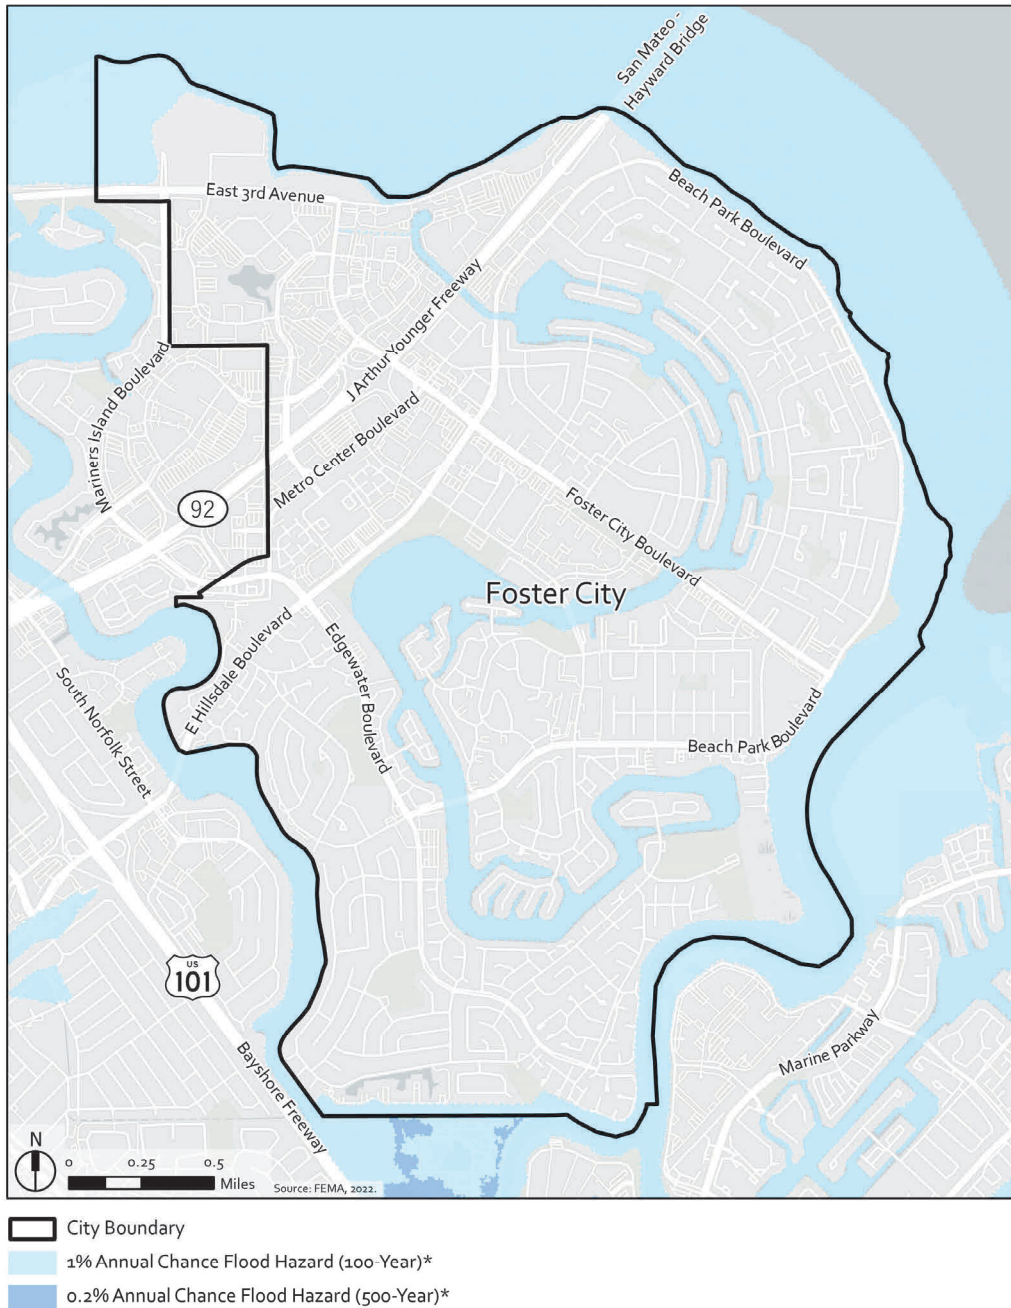 San Mateo -
Hayward Bridge
East 3rd Avenue
Beach Park Boulevard
J Arthur Younger Freeway
Mariners Island Boulevard
Metro Center Boulevard
92
Foster City Boulevard
Foster City
E Hillsdale Boulevard
Edgewater Boulevard
South Norfolk Street
Beach Park Boulevard
US
101
Bayshore Freeway
Marine Parkway
N
0 0.25 0.5
Miles
Source: FEMA, 2022.
City Boundary
1% Annual Chance Flood Hazard (100-Year)*
0.2% Annual Chance Flood Hazard (500-Year)*